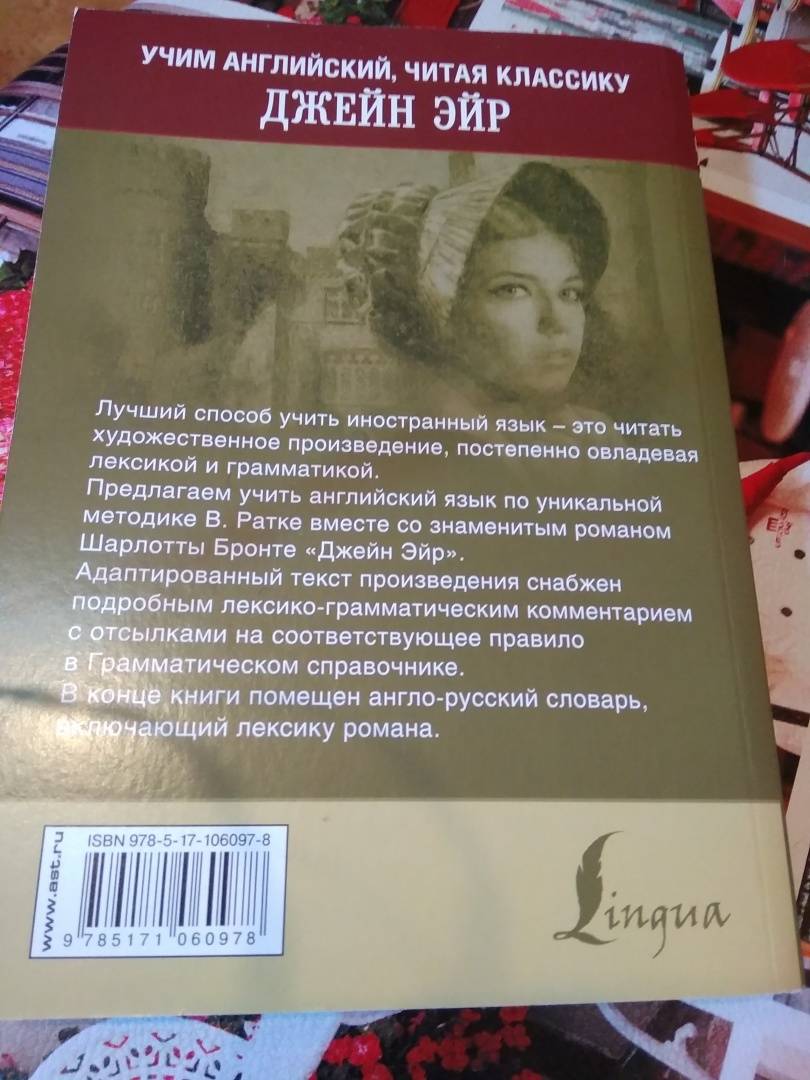 УЧИМ АНГЛИЙСКИЙ, ЧИТАЯ КЛАССИКУ
ДЖЕЙН ЭЙР
Лучший способ учить иностранный язык – это читать
художественное произведение, постепенно овладевая
лексикой и грамматикой.
Предлагаем учить английский язык по уникальной
методике В. Ратке вместе со знаменитым романом
Шарлотты Бронте «Джейн Эйр».
Адаптированный текст произведения снабжен
подробным лексико-грамматическим комментарием
с отсылками на соответствующее правило
в Грамматическом справочнике.
В конце книги помещен англо-русский словарь,
включающий лексику романа.
www.ast.ru
ISBN 978-5-17-106097-8
9 785171 060978
Lingua